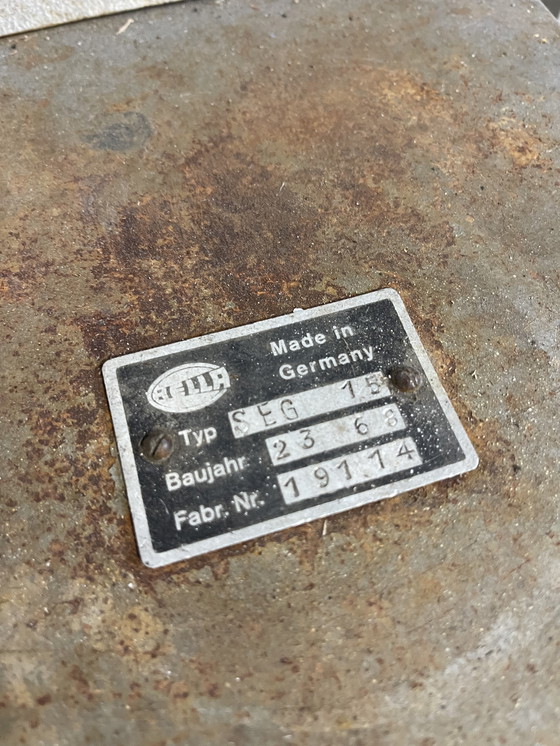 Made in
Germany
HELLA
Typ SEG 15
Baujahr 23 68
Fabr. Nr. 19114